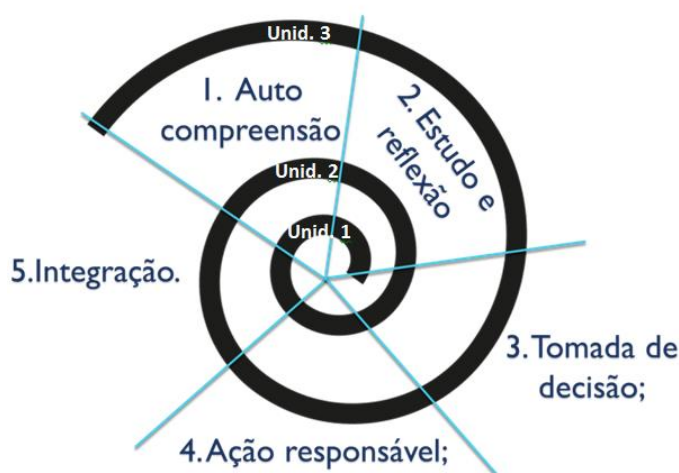 Unid. 3
1. Auto
compreensão
2. Estudo e
reflexão
Unid. 2
Unid. 1
5.Integração.
3.Tomada de
decisão;
4.Ação responsável;